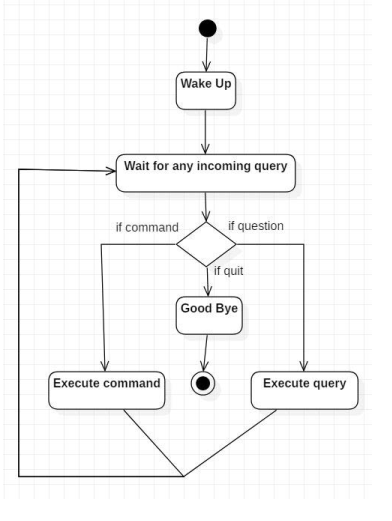 Wake Up
Wait for any incoming query
if command
if question
if quit
Good Bye
Execute command
Execute query